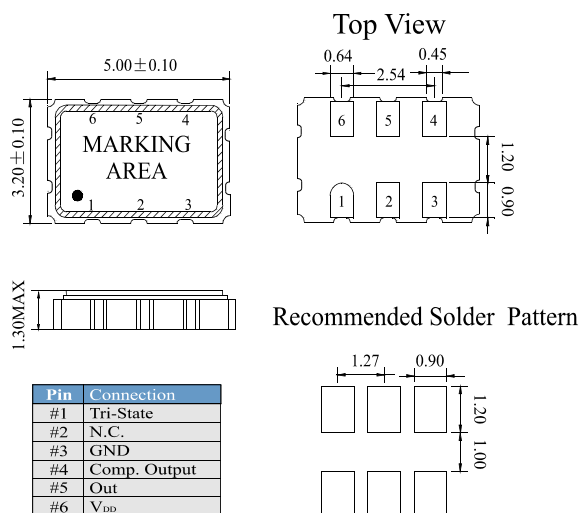 Top View
5.00±0.10
0.64
0.45
2.54
3.20±0.10
6 5 4
MARKING
AREA
1 2 3
6 5 4
1 2 3
1.20
0.90
1.30MAX
Recommended Solder Pattern
1.27
0.90
1.20
1.00
Pin Connection
#1 Tri-State
#2 N.C.
#3 GND
#4 Comp. Output
#5 Out
#6 VDD